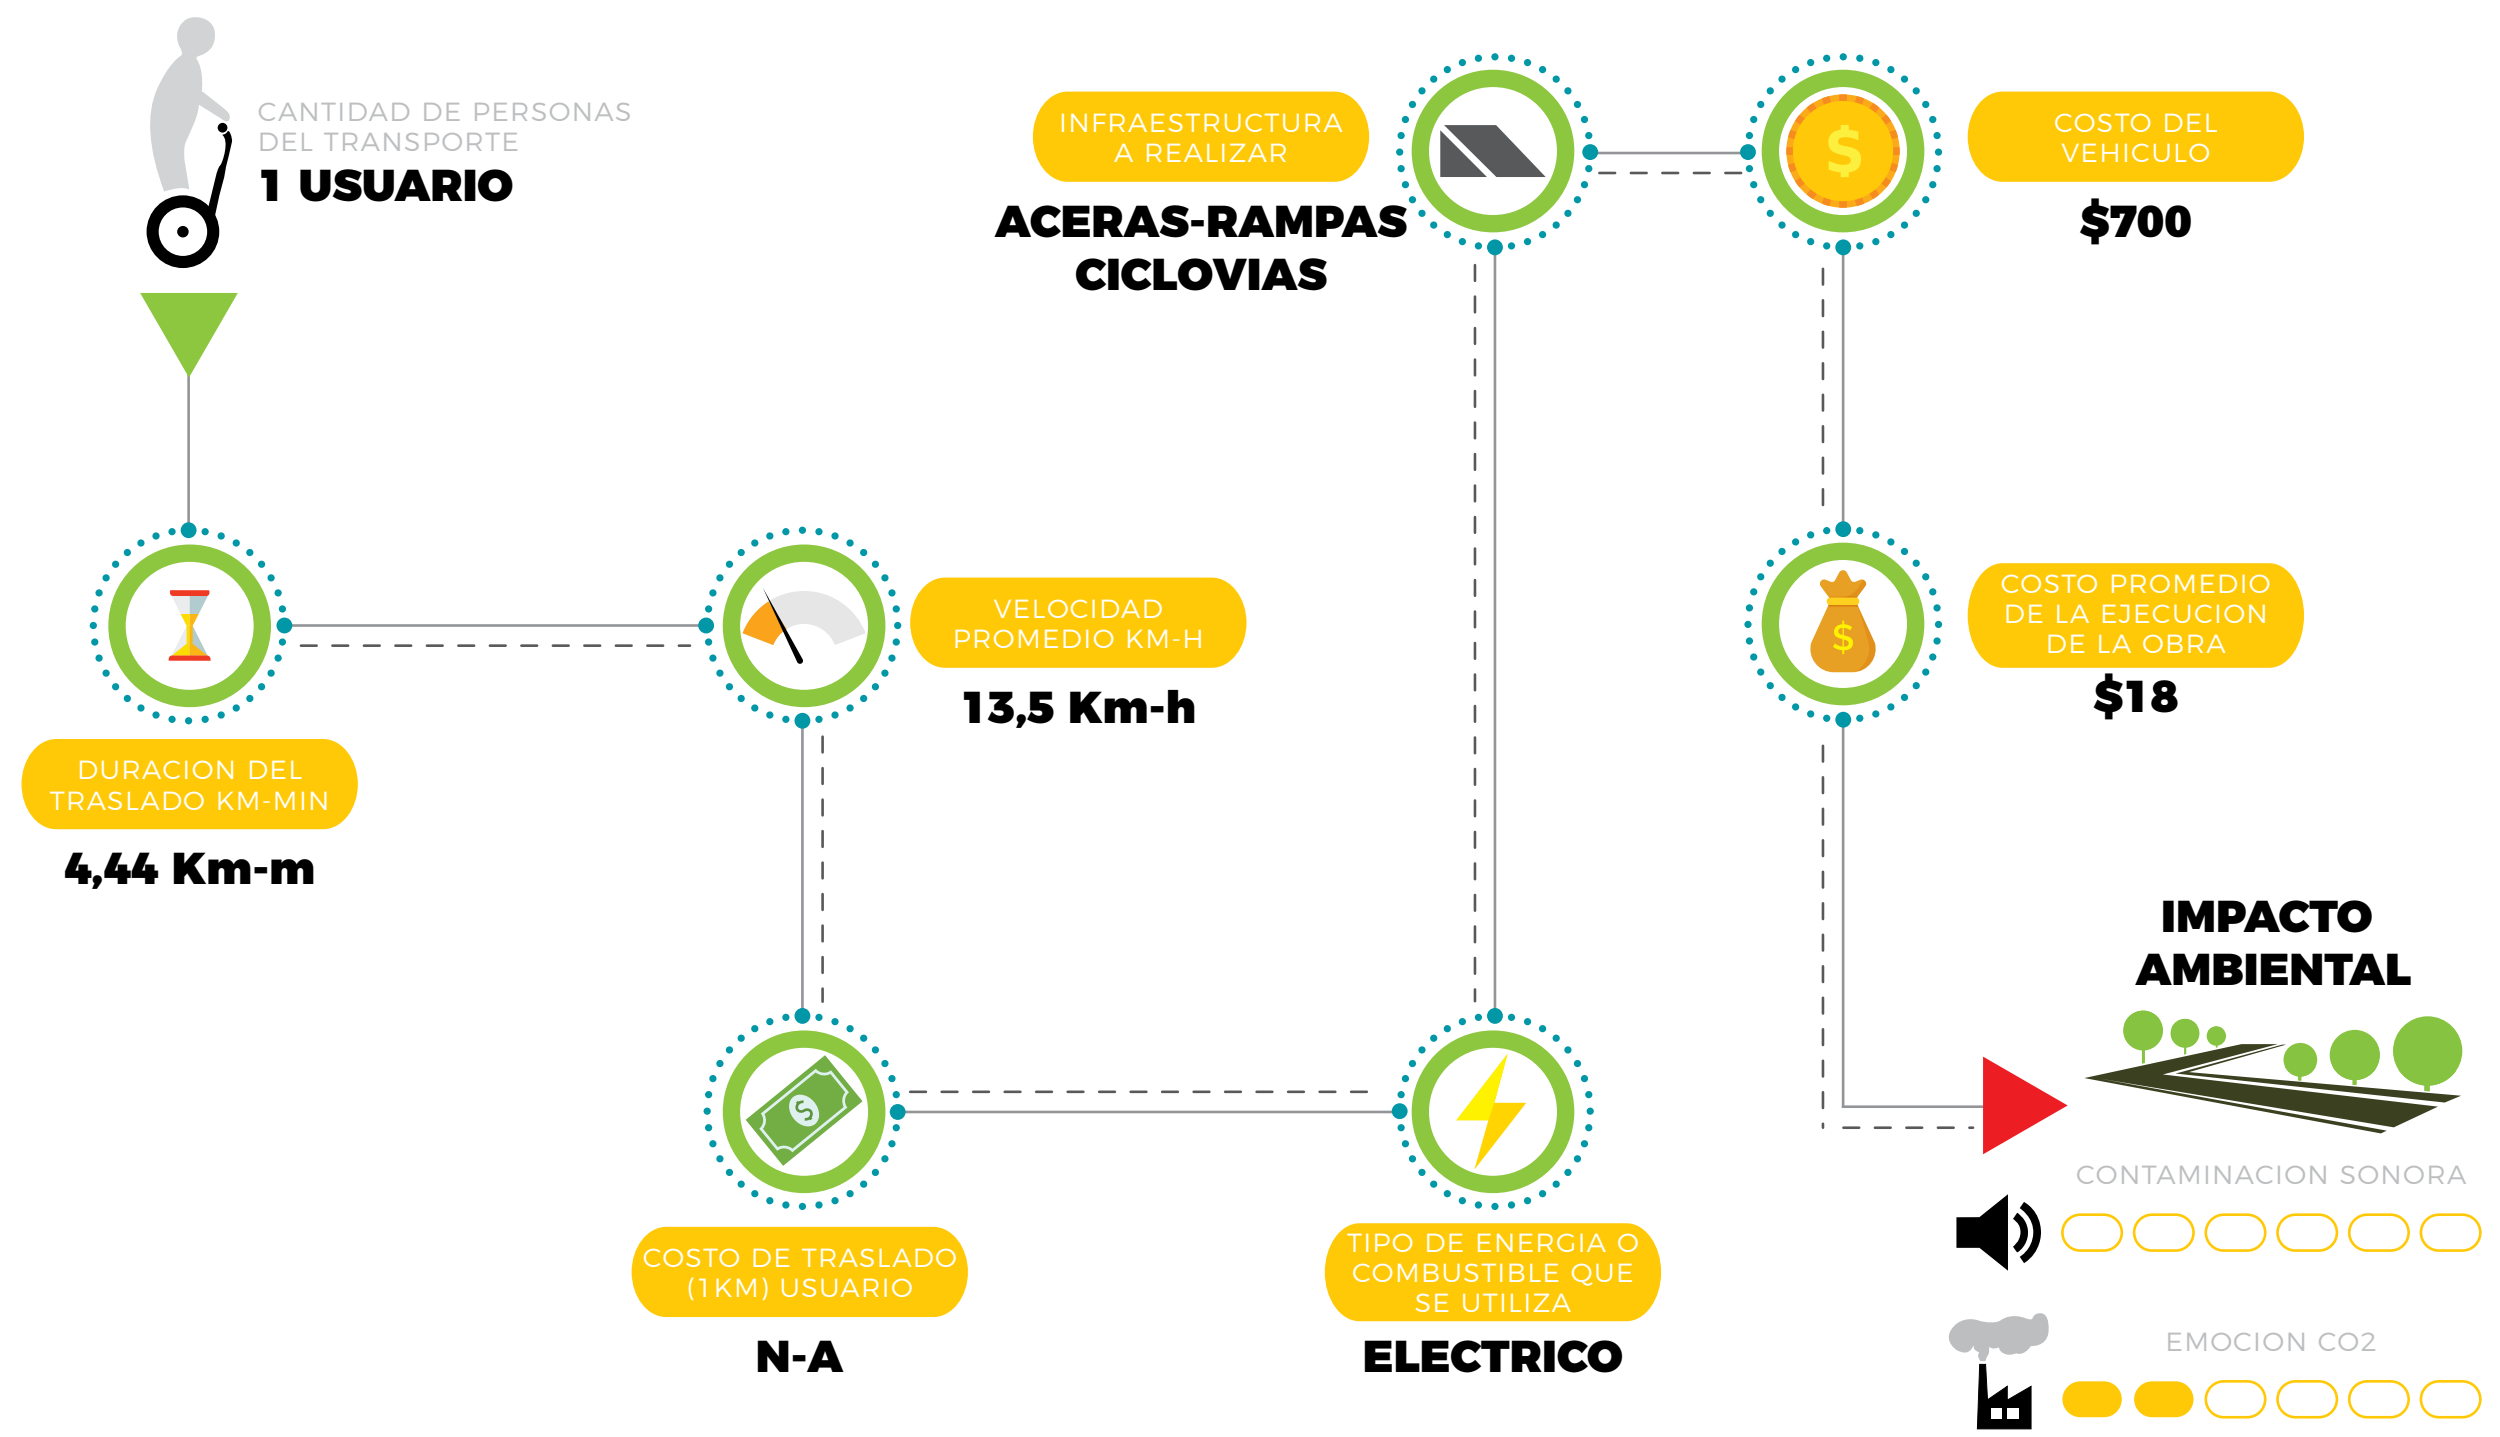 CANTIDAD DE PERSONAS
DEL TRANSPORTE
1 USUARIO
DURACION DEL
TRASLADO KM-MIN
4,44 Km-m
VELOCIDAD
PROMEDIO KM-H
13,5 Km-h
COSTO DE TRASLADO
(1KM) USUARIO
N-A
TIPO DE ENERGIA O
COMBUSTIBLE QUE
SE UTILIZA
ELECTRICO
INFRAESTRUCTURA
A REALIZAR
ACERAS-RAMPAS
CICLOVIAS
$
COSTO DEL
VEHICULO
$700
$
COSTO PROMEDIO
DE LA EJECUCION
DE LA OBRA
$18
$
IMPACTO
AMBIENTAL
CONTAMINACION SONORA
EMOCION CO2